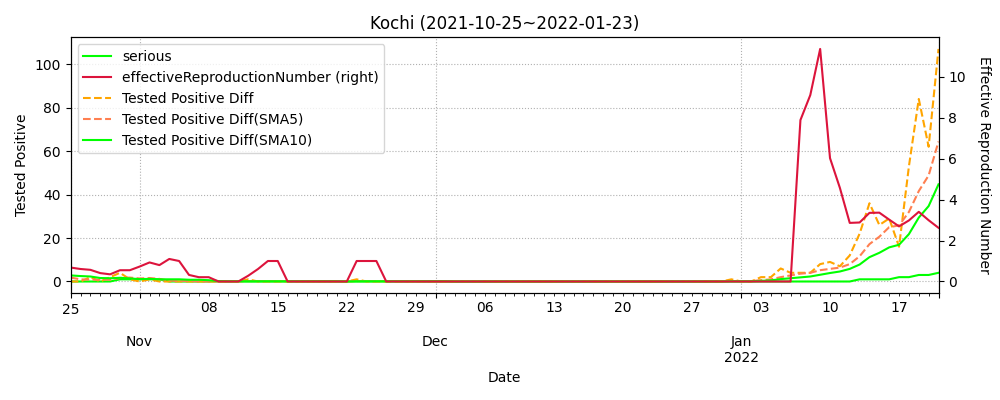 Kochi (2021-10-25~2022-01-23)
serious
effectiveReproductionNumber (right)
Tested Positive Diff
Tested Positive Diff(SMA5)
Tested Positive Diff(SMA10)
Tested Positive
100
80
60
40
20
0
10
8
6
4
2
0
Effective Reproduction Number
25 08 15 22 29 06 13 20 27 03 10 17
Nov Dec Jan
2022
Date